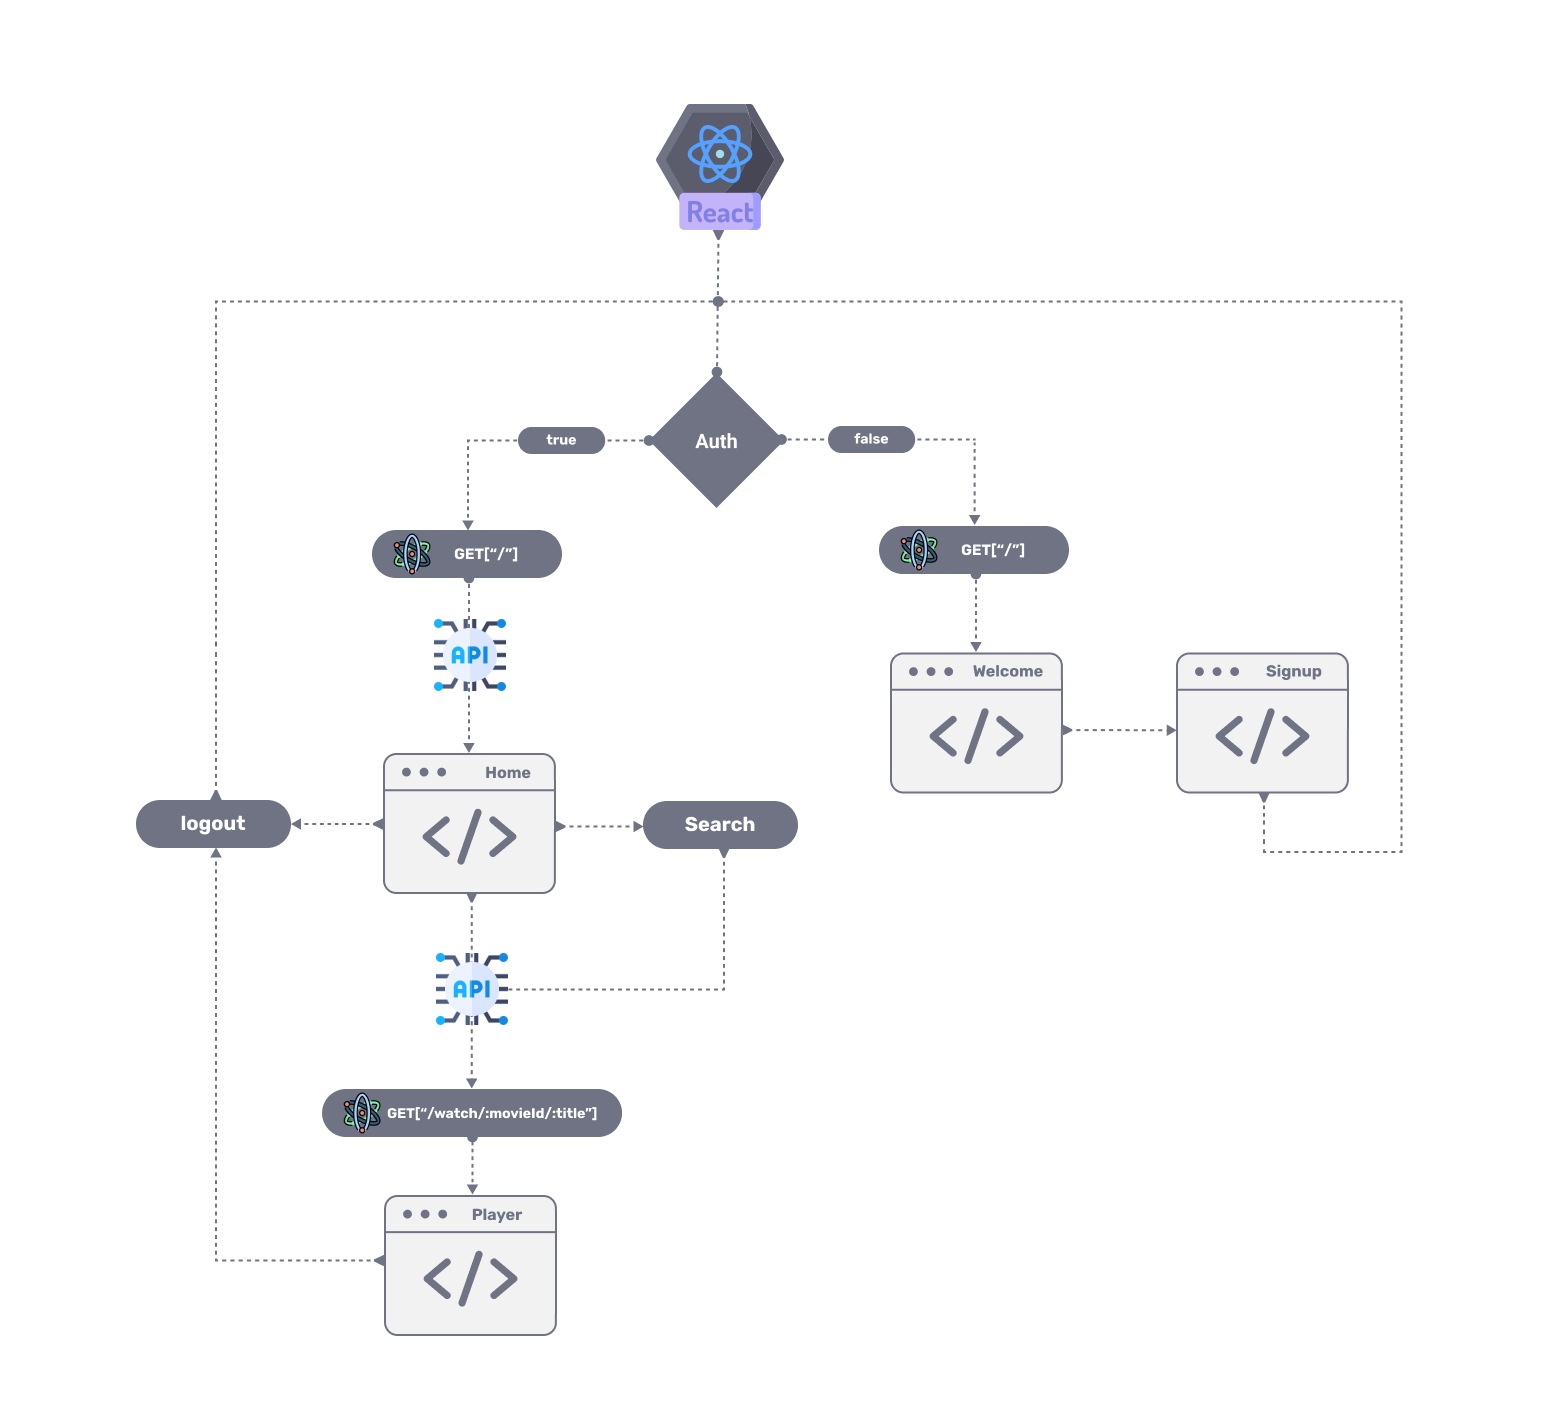 React
Auth
true
false
GET[“/”]
GET[“/”]
API
Welcome
Signup
Home
logout
Search
API
GET[“/watch/:movieId/:title”]
Player